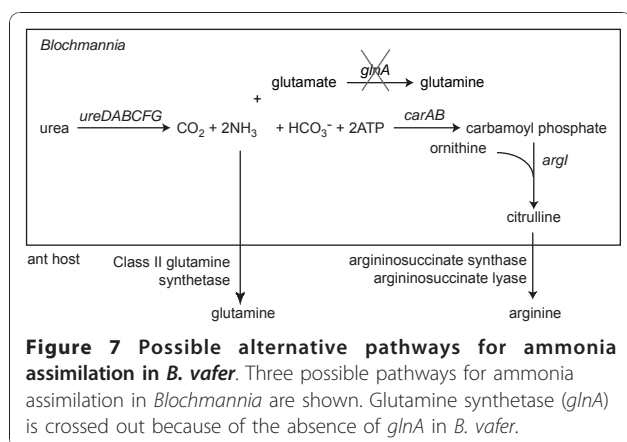 Blochmannia
glutamate glnA glutamine
+
urea ureDABCFG CO2 + 2NH3 + HCO3- + 2ATP carAB carbamoyl phosphate
ornithine argI
citrulline
ant host
Class II glutamine
synthetase
argininosuccinate synthase
argininosuccinate lyase
glutamine
arginine
Figure 7 Possible alternative pathways for ammonia
assimilation in B. vafer. Three possible pathways for ammonia
assimilation in Blochmannia are shown. Glutamine synthetase (glnA)
is crossed out because of the absence of glnA in B. vafer.